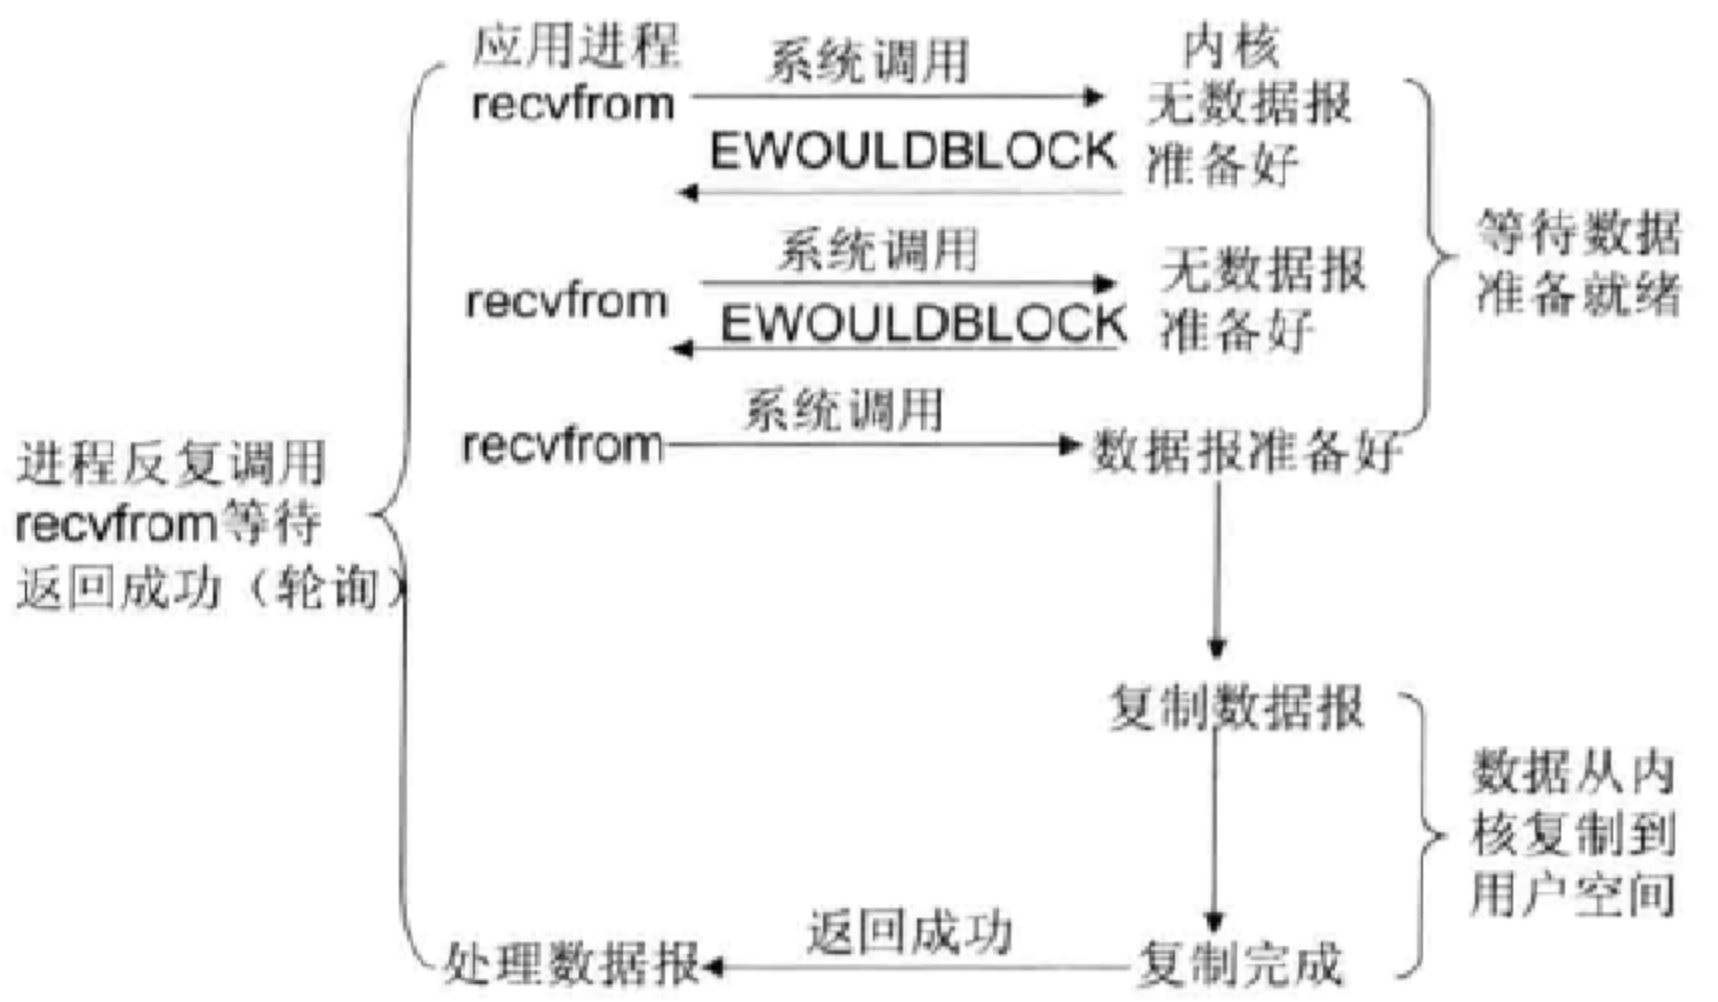 应用进程
系统调用
内核
recvfrom
无数据报
EWOULDBLOCK
准备好
系统调用
无数据报
recvfrom
EWOULDBLOCK
准备好
等待数据
准备就绪
系统调用
recvfrom
数据报准备好
进程反复调用
recvfrom等待
返回成功（轮询）
复制数据报
数据从内
核复制到
用户空间
返回成功
处理数据报
复制完成